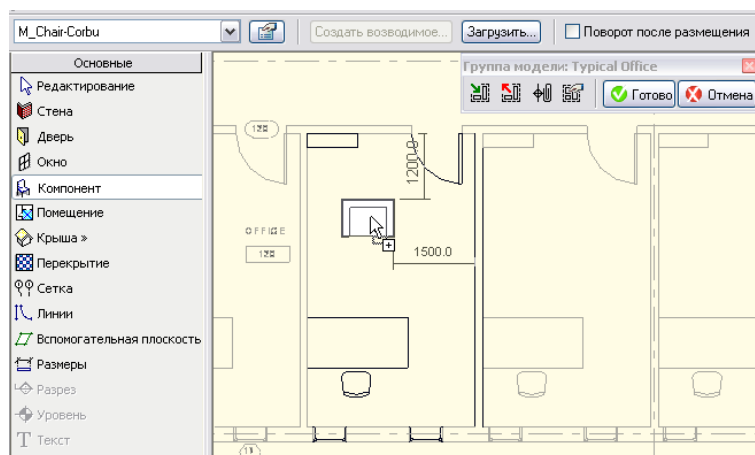 M_Chair-Corbu
Создать возводимое...
Загрузить...
Поворот после размещения
Основные
Редактирование
Стена
Дверь
Окно
Компонент
Помещение
Крыша »
Перекрытие
Сетка
Линии
Вспомогательная плоскость
Размеры
Разрез
Уровень
Текст
Группа модели: Typical Office
Готово
Отмена
1200.0
OFFICE
1500.0